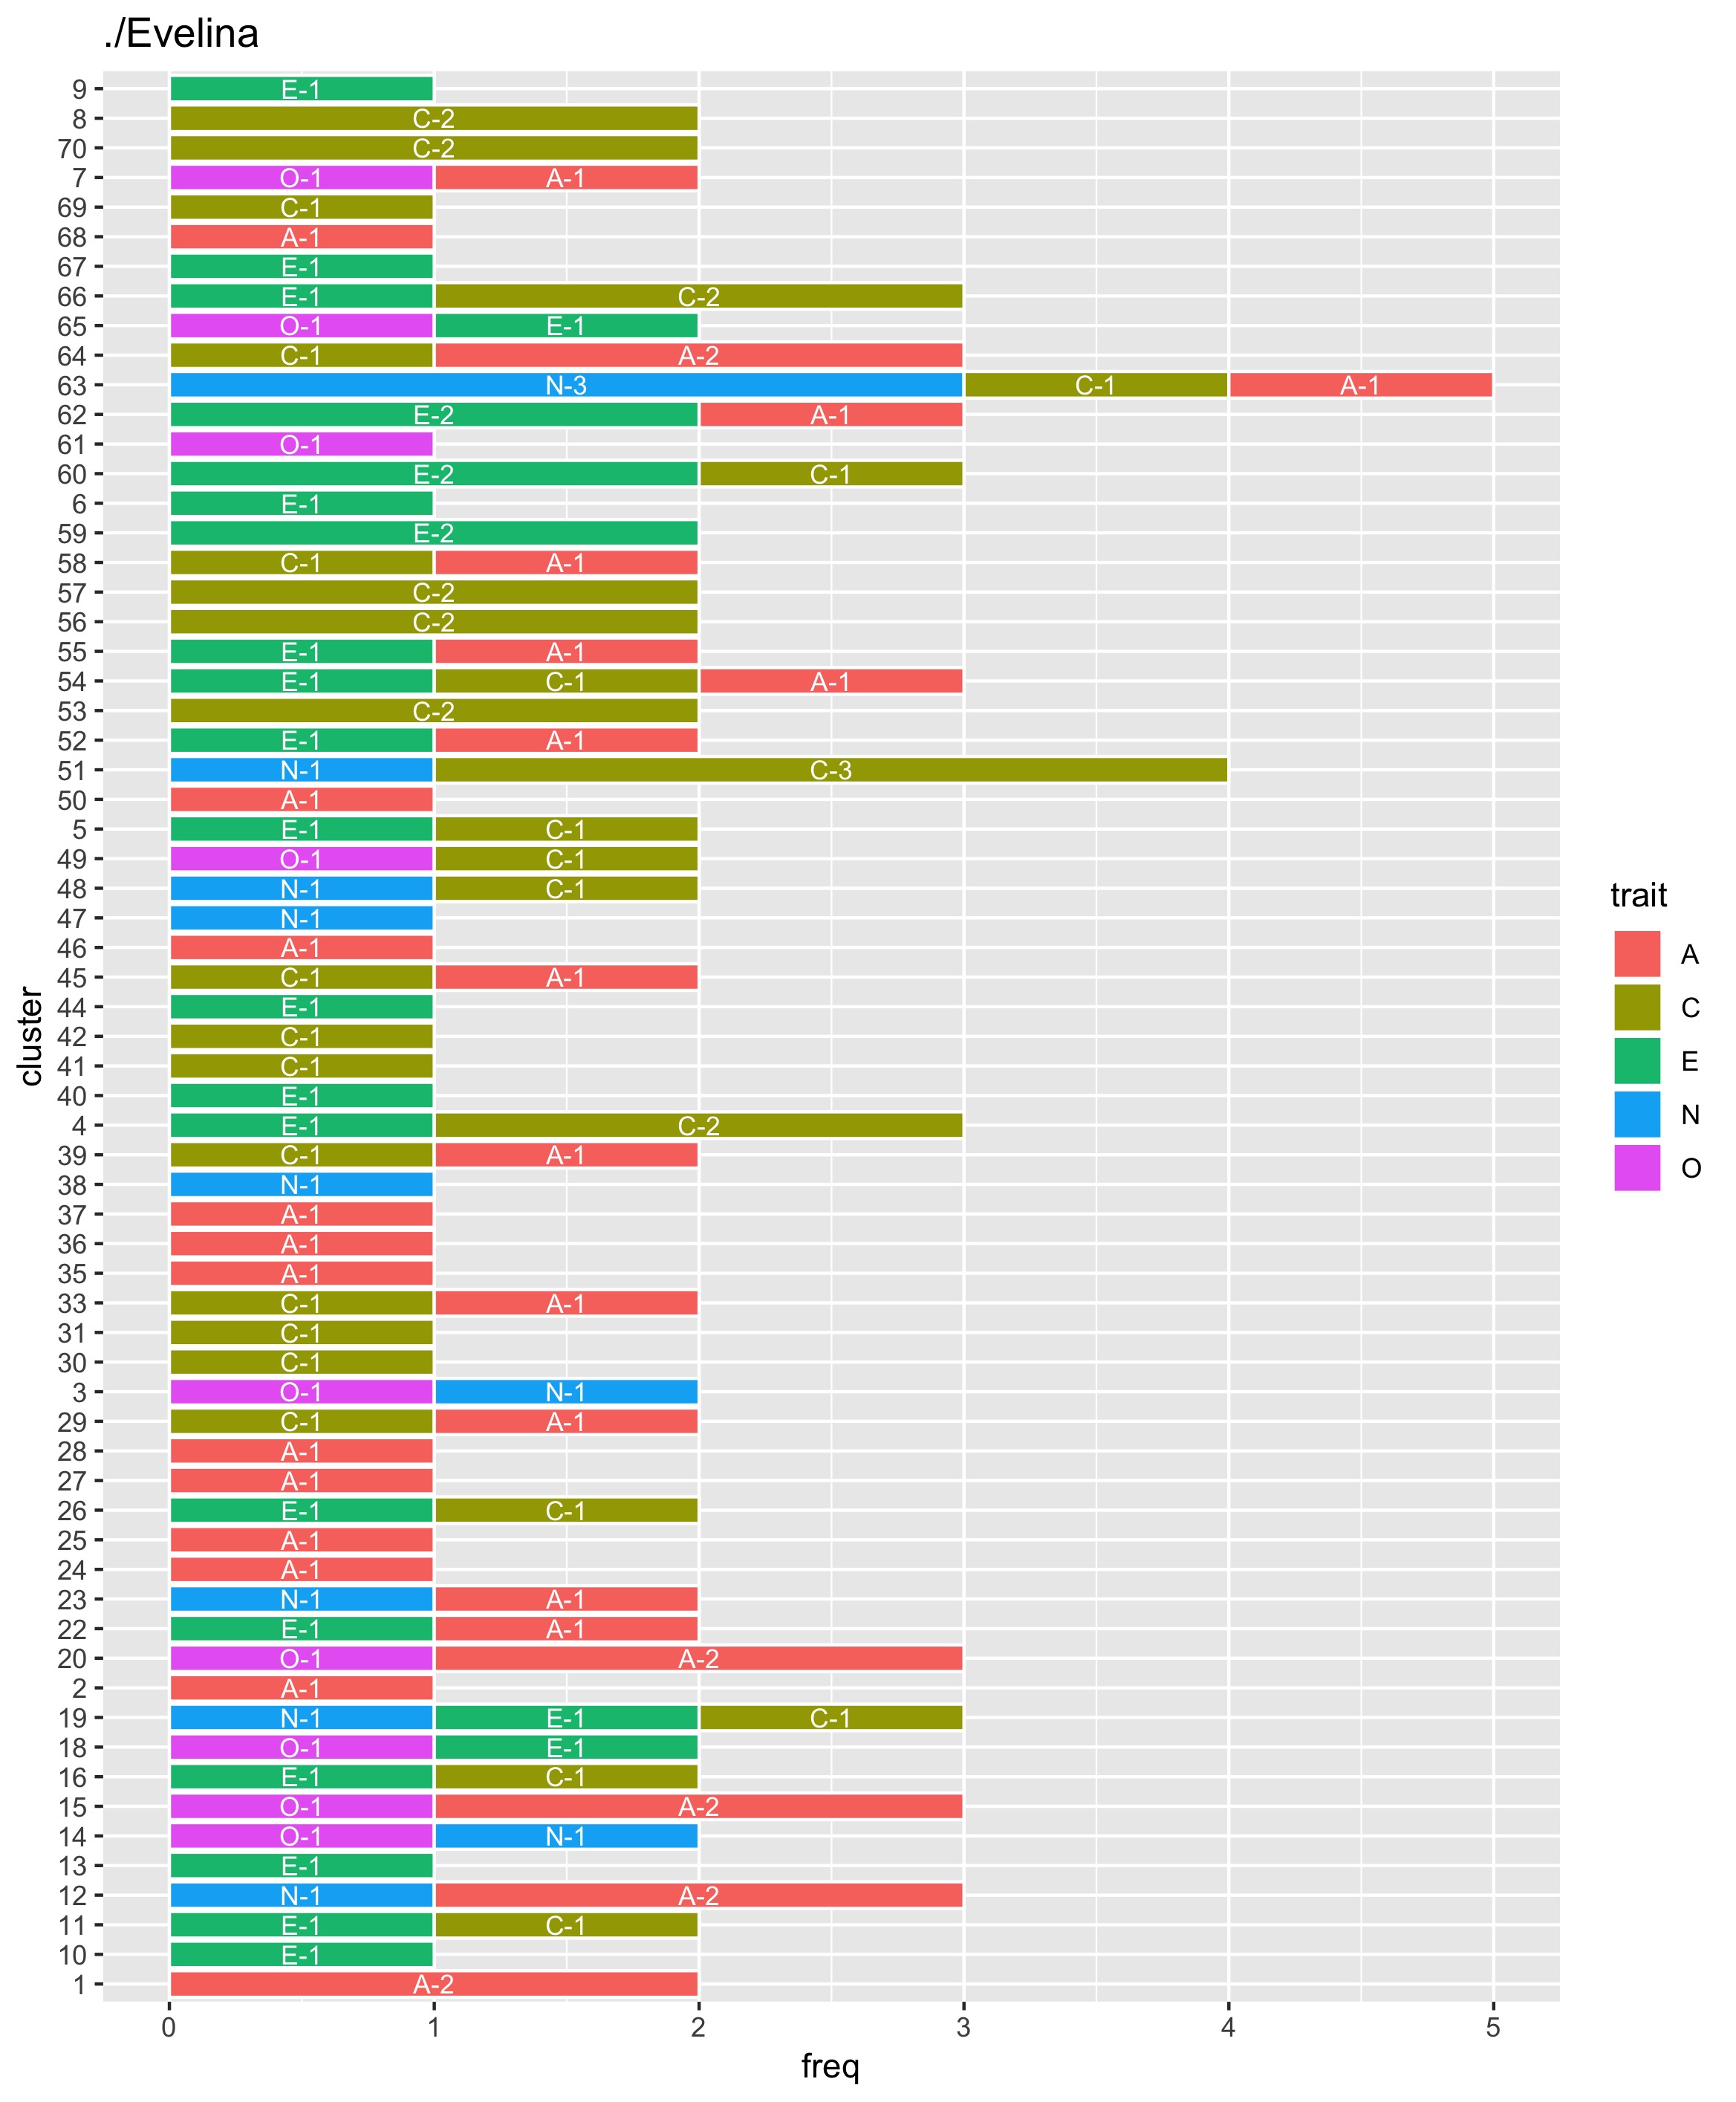 ./Evelina
9 E-1
8 C-2
70 C-2
7 O-1 A-1
69 C-1
68 A-1
67 E-1
66 E-1 C-2
65 O-1 E-1
64 C-1 A-2
63 N-3 C-1 A-1
62 E-2 A-1
61 O-1
60 E-2 C-1
6 E-1
59 E-2
58 C-1 A-1
57 C-2
56 C-2
55 E-1 A-1
54 E-1 C-1 A-1
53 C-2
52 E-1 A-1
51 N-1 C-3
50 A-1
5 E-1 C-1
49 O-1 C-1
48 N-1 C-1
47 N-1
46 A-1
45 C-1 A-1
44 E-1
42 C-1
41 C-1
40 E-1
4 E-1 C-2
39 C-1 A-1
38 N-1
37 A-1
36 A-1
35 A-1
33 C-1 A-1
31 C-1
30 C-1
3 O-1 N-1
29 C-1 A-1
28 A-1
27 A-1
26 E-1 C-1
25 A-1
24 A-1
23 N-1 A-1
22 E-1 A-1
20 O-1 A-2
2 A-1
19 N-1 E-1 C-1
18 O-1 E-1
16 E-1 C-1
15 O-1 A-2
14 O-1 N-1
13 E-1
12 N-1 A-2
11 E-1 C-1
10 E-1
1 A-2
0 1 2 3 4 5
freq
cluster
trait
A
C
E
N
O